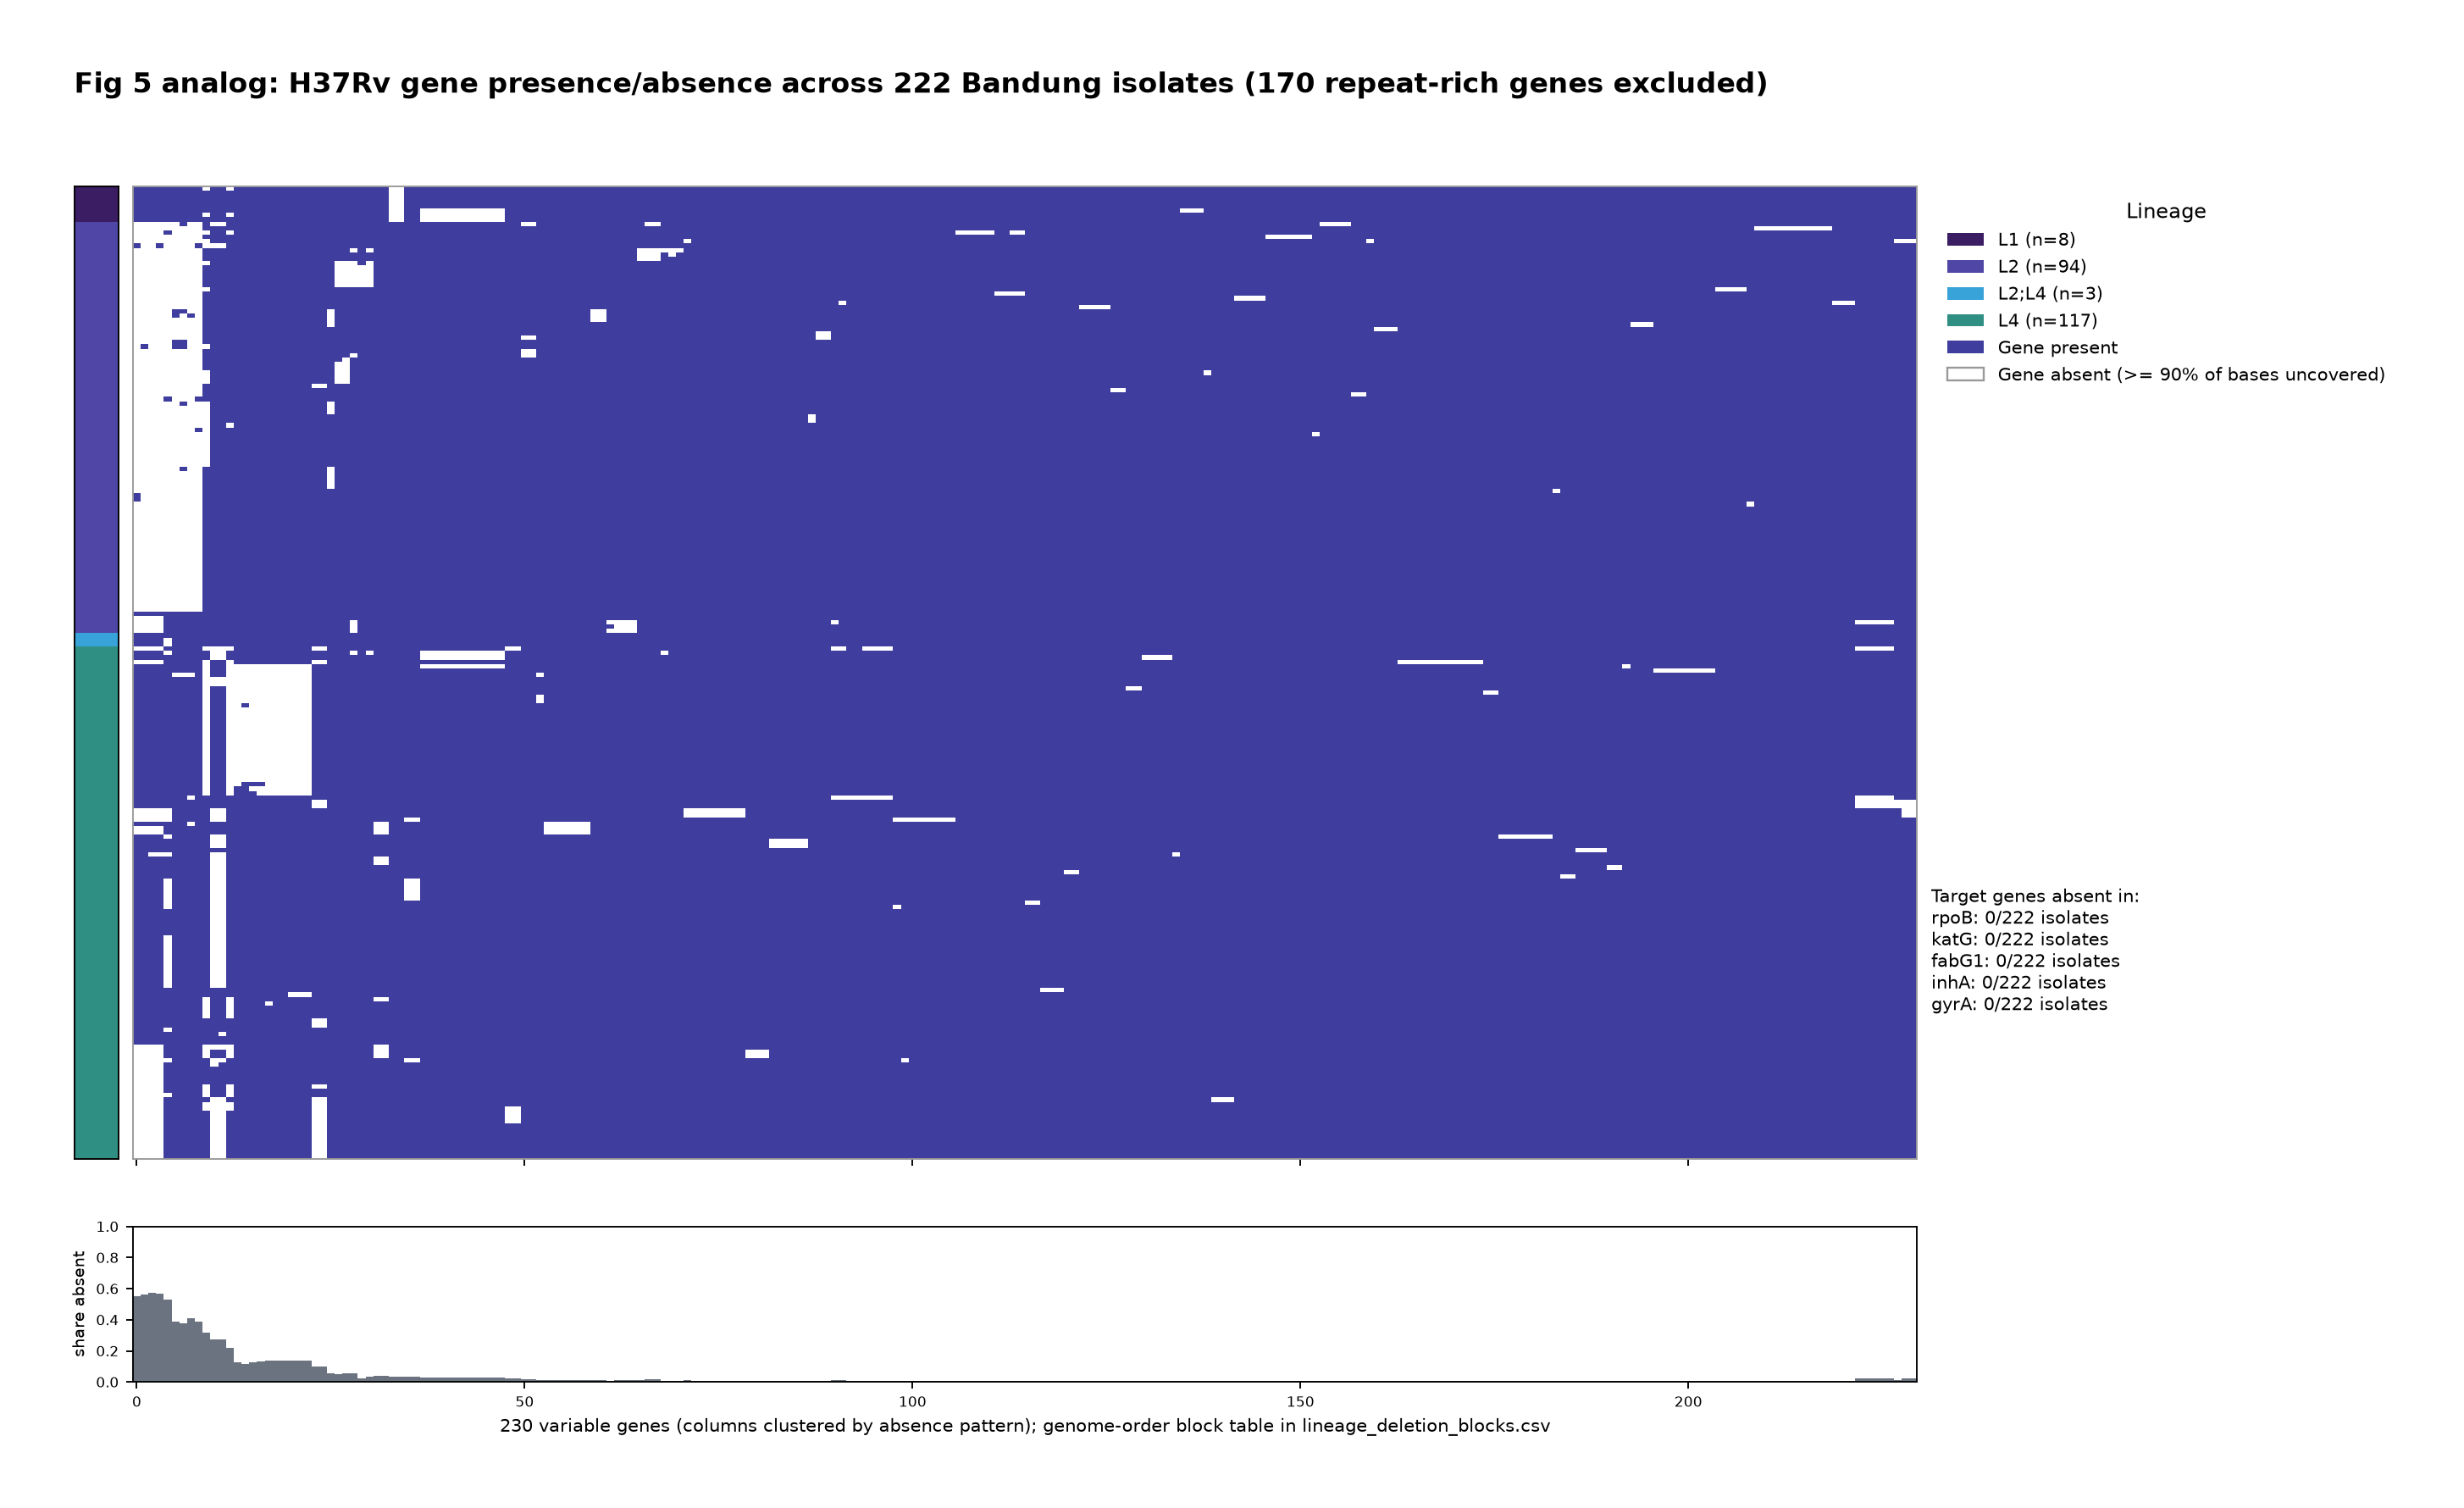 Fig 5 analog: H37Rv gene presence/absence across 222 Bandung isolates (170 repeat-rich genes excluded)
Lineage
L1 (n=8)
L2 (n=94)
L2;L4 (n=3)
L4 (n=117)
Gene present
Gene absent (>= 90% of bases uncovered)
Target genes absent in:
rpoB: 0/222 isolates
katG: 0/222 isolates
fabG1: 0/222 isolates
inhA: 0/222 isolates
gyrA: 0/222 isolates
share absent
1.0
0.8
0.6
0.4
0.2
0.0
0 50 100 150 200
230 variable genes (columns clustered by absence pattern); genome-order block table in lineage_deletion_blocks.csv